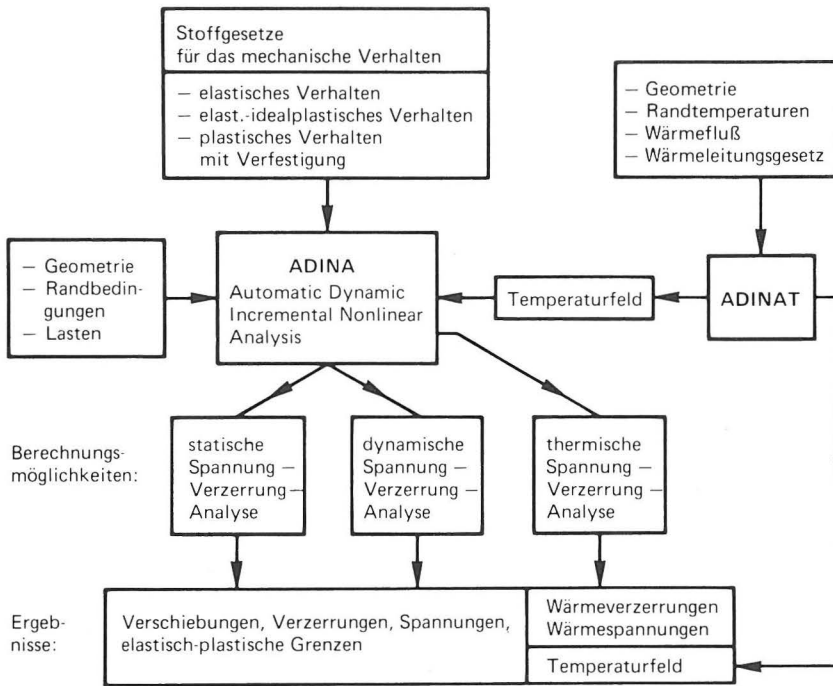 Stoffgesetze
für das mechanische Verhalten
– elastisches Verhalten
– elast.-idealplastisches Verhalten
– plastisches Verhalten
mit Verfestigung
– Geometrie
– Randtemperaturen
– Wärmefluß
– Wärmeleitungsgesetz
– Geometrie
– Randbedin-
gungen
– Lasten
ADINA
Automatic Dynamic
Incremental Nonlinear
Analysis
Temperaturfeld
ADINAT
Berechnungs-
möglichkeiten:
statische
Spannung –
Verzerrung –
Analyse
dynamische
Spannung –
Verzerrung –
Analyse
thermische
Spannung –
Verzerrung –
Analyse
Ergeb-
nisse:
Verschiebungen, Verzerrungen, Spannungen,
elastisch-plastische Grenzen
Wärmeverzerrungen
Wärmespannungen
Temperaturfeld